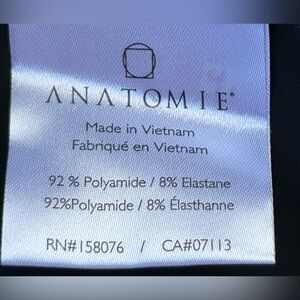 ANATOMIE®
Made in Vietnam
Fabriqué en Vietnam
92 % Polyamide / 8% Elastane
92%Polyamide / 8% Élasthanne
RN#158076 / CA#07113